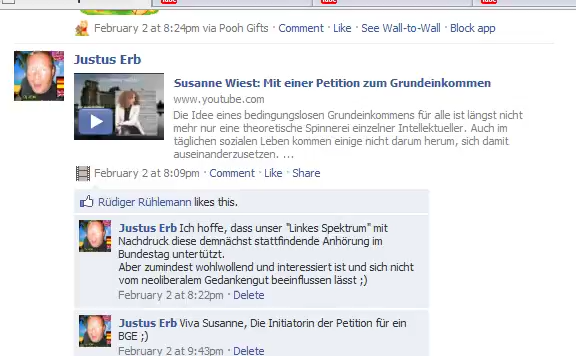 February 2 at 8:24pm via Pooh Gifts · Comment · Like · See Wall-to-Wall · Block app
Justus Erb
Susanne Wiest: Mit einer Petition zum Grundeinkommen
www.youtube.com
Die Idee eines bedingungslosen Grundeinkommens für alle ist längst nicht
mehr nur eine theoretische Spinnerei einzelner Intellektueller. Auch im
täglichen sozialen Leben kommen einige nicht darum herum, sich damit
auseinanderzusetzen. ...
February 2 at 8:09pm · Comment · Like · Share
Rüdiger Rühlemann likes this.
Justus Erb Ich hoffe, dass unser "Linkes Spektrum" mit
Nachdruck diese demnächst stattfindende Anhörung im
Bundestag untertützt.
Aber zumindest wohlwollend und interessiert ist und sich nicht
vom neoliberalem Gedankengut beeinflussen lässt ;)
February 2 at 8:22pm · Delete
Justus Erb Viva Susanne, Die Initiatorin der Petition für ein
BGE ;)
February 2 at 9:43pm · Delete